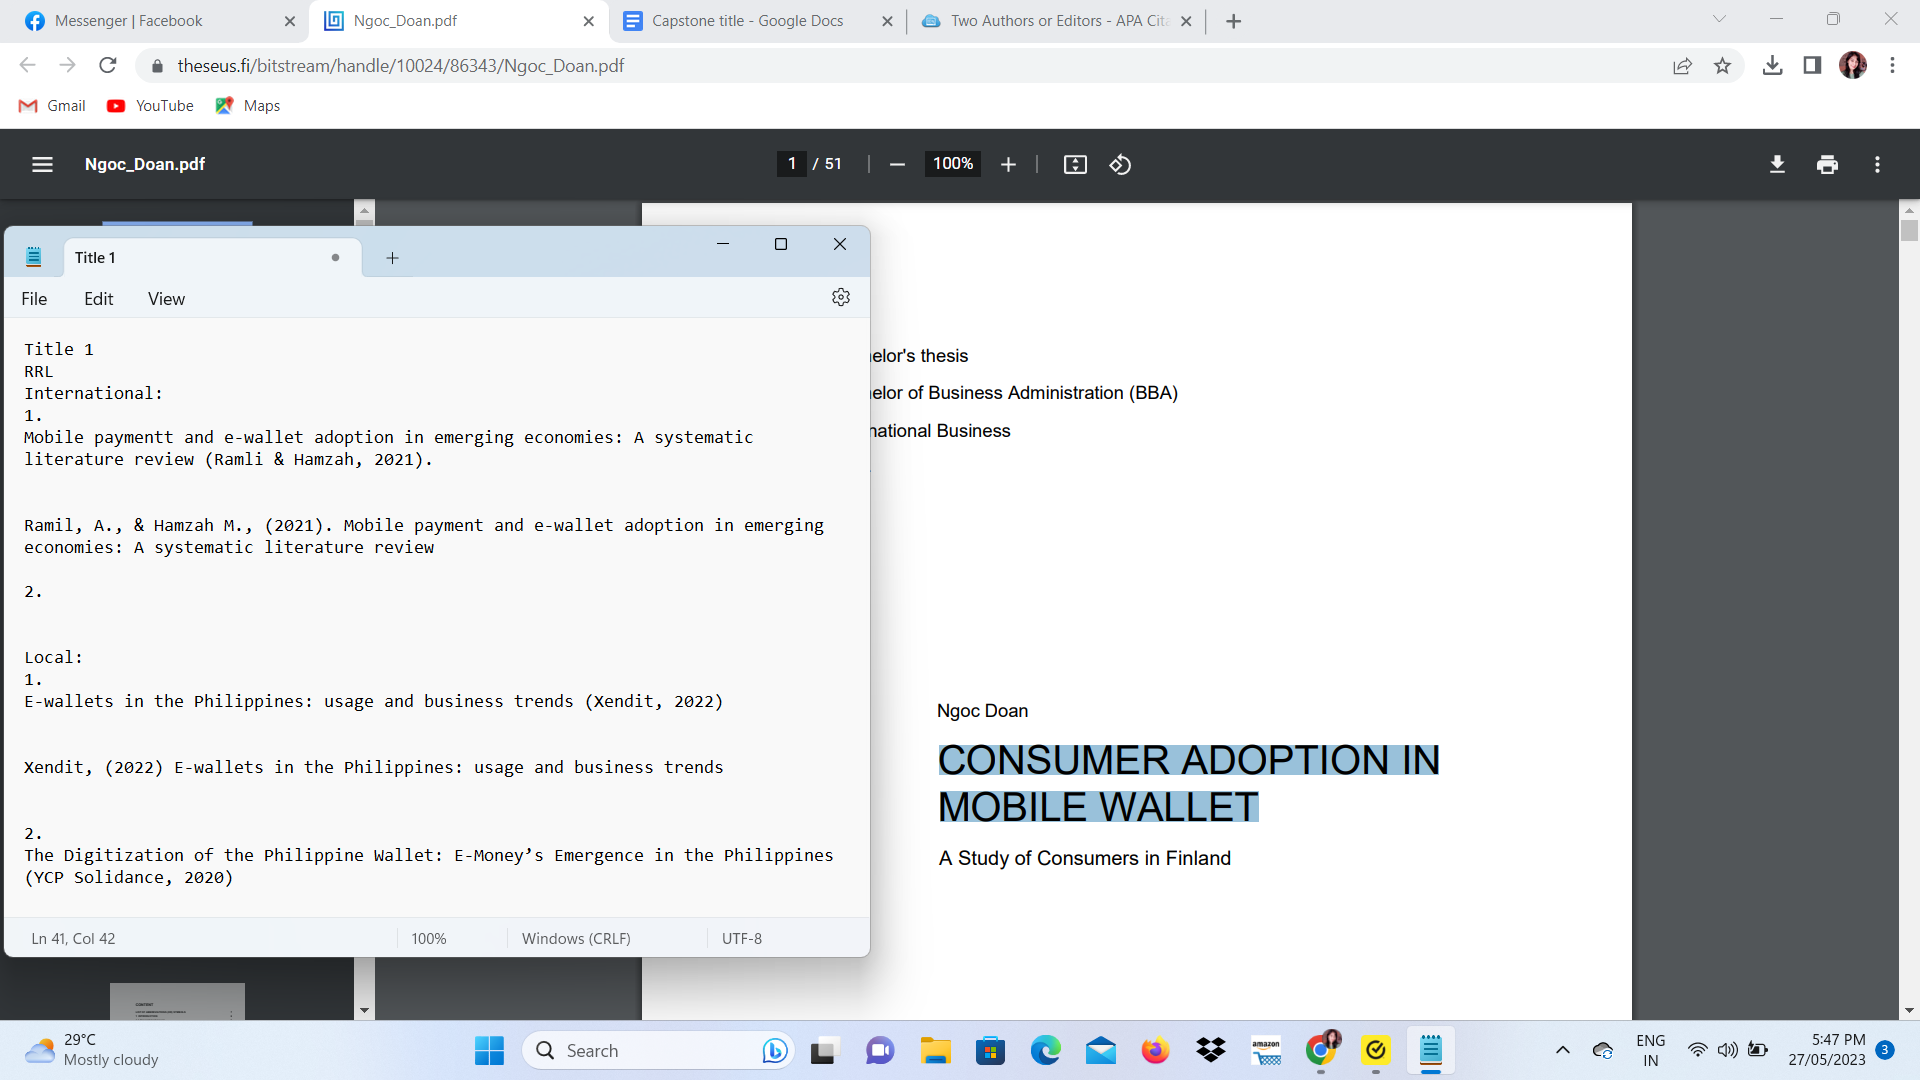 Messenger | Facebook
Ngoc_Doan.pdf
Capstone title - Google Docs
Two Authors or Editors - APA Cita
theseus.fi/bitstream/handle/10024/86343/Ngoc_Doan.pdf
Gmail
YouTube
Maps
Ngoc_Doan.pdf
1 / 51
100%
Title 1
File
Edit
View
Title 1
RRL
International:
1.
Mobile paymentt and e-wallet adoption in emerging economies: A systematic
literature review (Ramli & Hamzah, 2021).
Ramil, A., & Hamzah M., (2021). Mobile payment and e-wallet adoption in emerging
economies: A systematic literature review
2.
Local:
1.
E-wallets in the Philippines: usage and business trends (Xendit, 2022)
Xendit, (2022) E-wallets in the Philippines: usage and business trends
2.
The Digitization of the Philippine Wallet: E-Money’s Emergence in the Philippines
(YCP Solidance, 2020)
Ln 41, Col 42
100%
Windows (CRLF)
UTF-8
elor's thesis
elor of Business Administration (BBA)
national Business
Ngoc Doan
CONSUMER ADOPTION IN
MOBILE WALLET
A Study of Consumers in Finland
29°C
Mostly cloudy
Search
amazon
ENG
IN
5:47 PM
27/05/2023
3